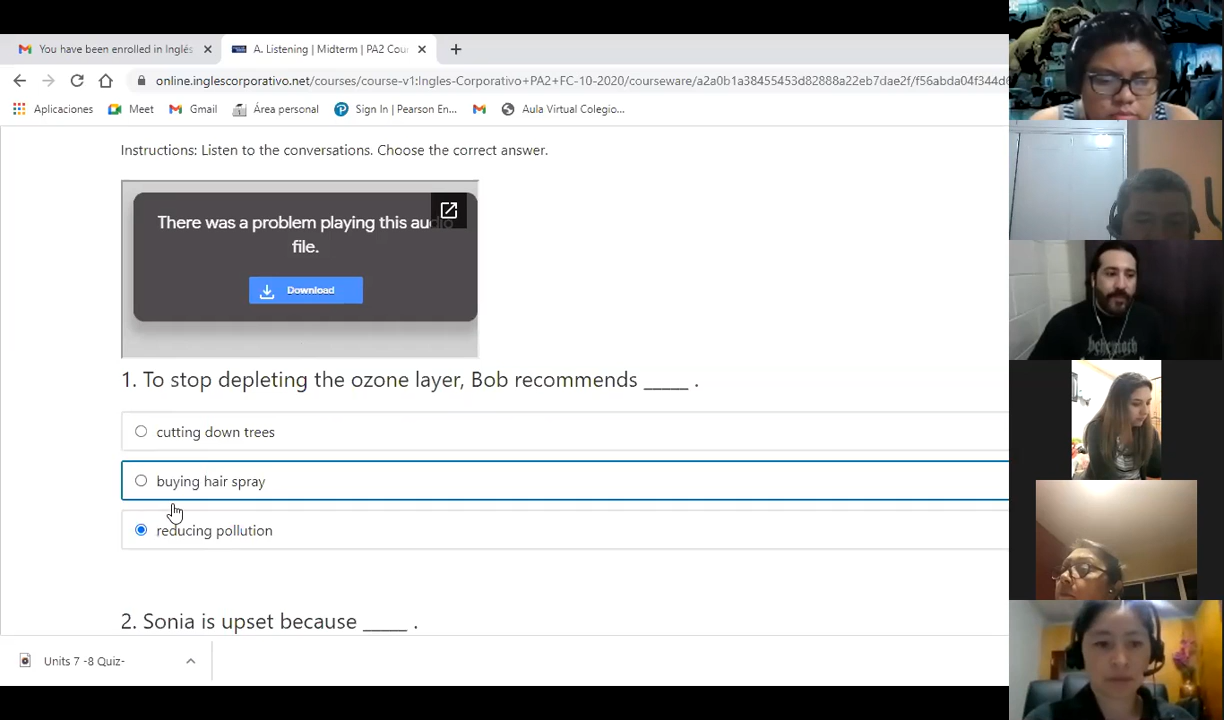 You have been enrolled in Inglés
A. Listening | Midterm | PA2 Cour
online.inglescorporativo.net/courses/course-v1:Ingles-Corporativo+PA2+FC-10-2020/courseware/a2a0b1a38455453d82888a22eb7dae2f/f56abda04f344d0
Aplicaciones Meet Gmail Área personal Sign In | Pearson En... Aula Virtual Colegio...
Instructions: Listen to the conversations. Choose the correct answer.
There was a problem playing this audio
file.
Download
1. To stop depleting the ozone layer, Bob recommends _____ .
cutting down trees
buying hair spray
reducing pollution
2. Sonia is upset because _____ .
Units 7 -8 Quiz-
behemoth